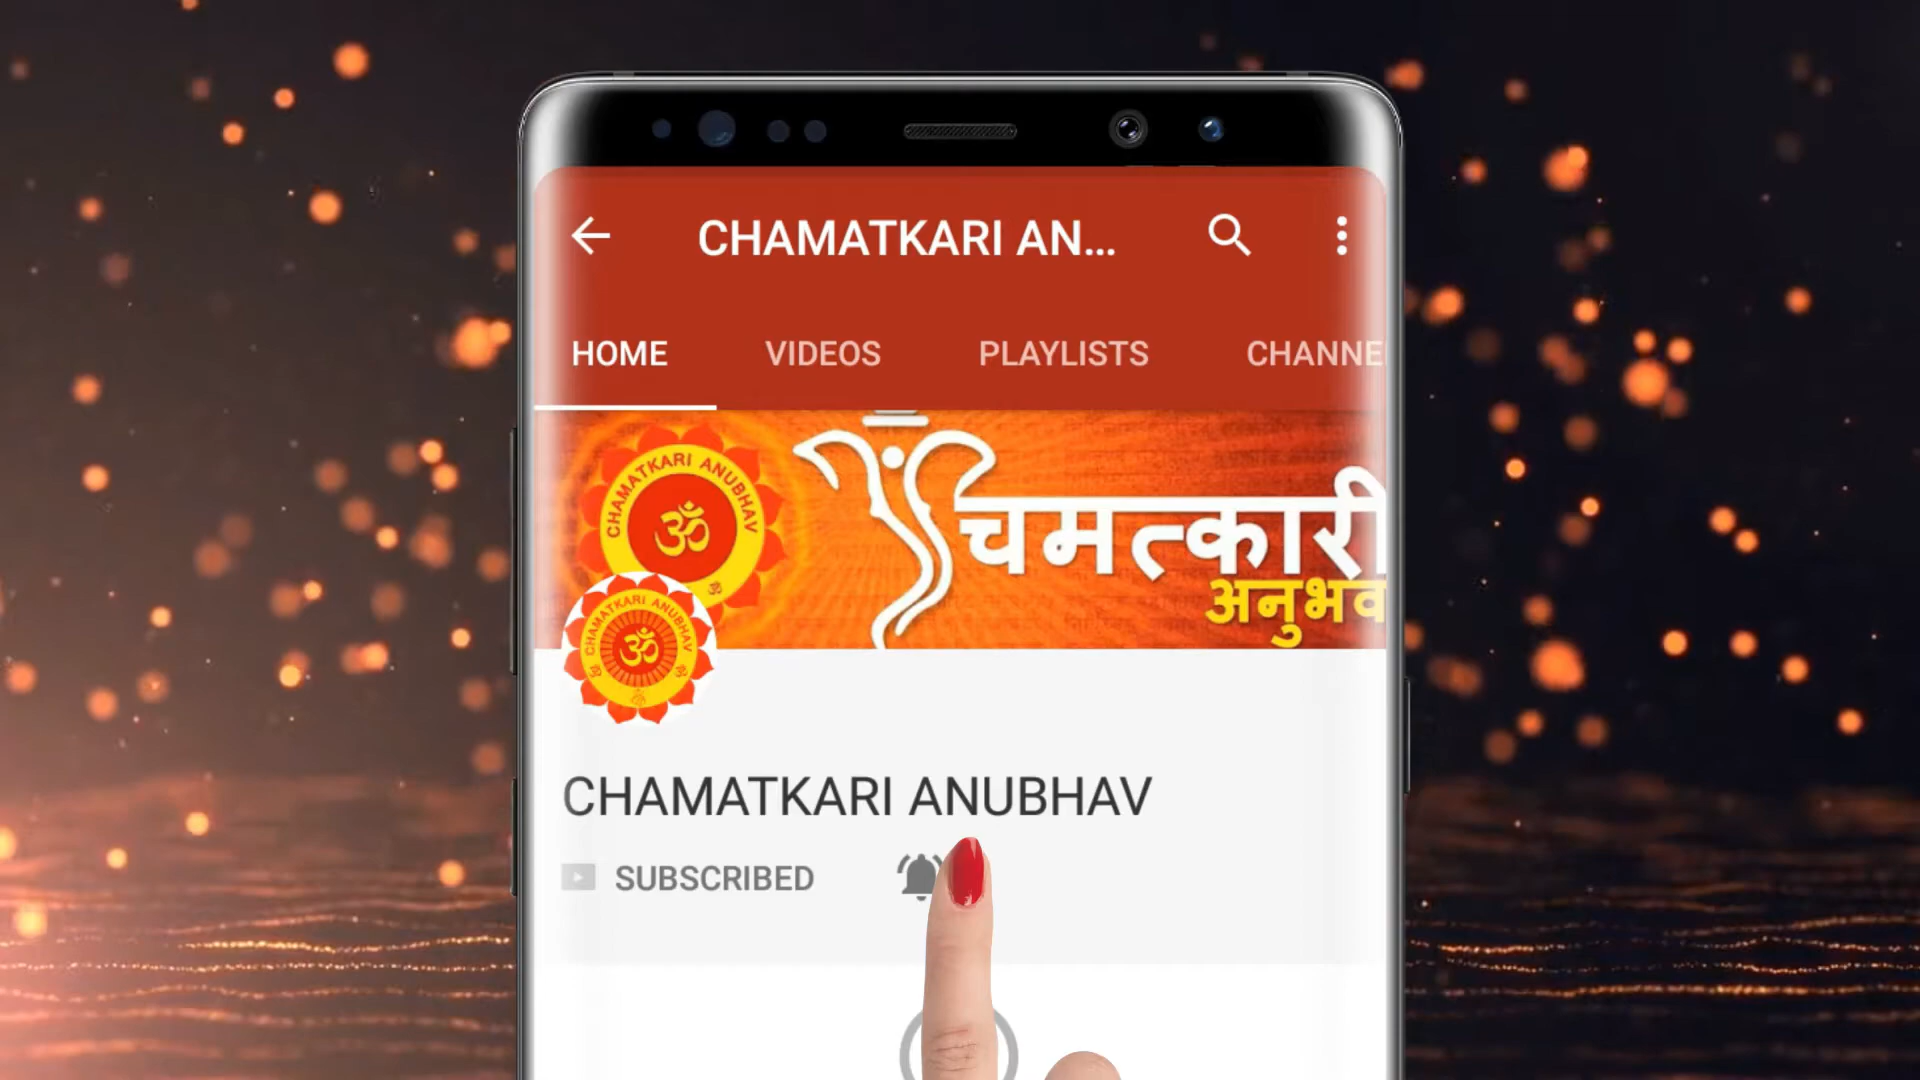 CHAMATKARI AN...
HOME VIDEOS PLAYLISTS CHANNE
CHAMATKARI ANUBHAV
ॐ
चमत्कारी
अनुभव
CHAMATKARI ANUBHAV
ॐ
CHAMATKARI ANUBHAV
SUBSCRIBED